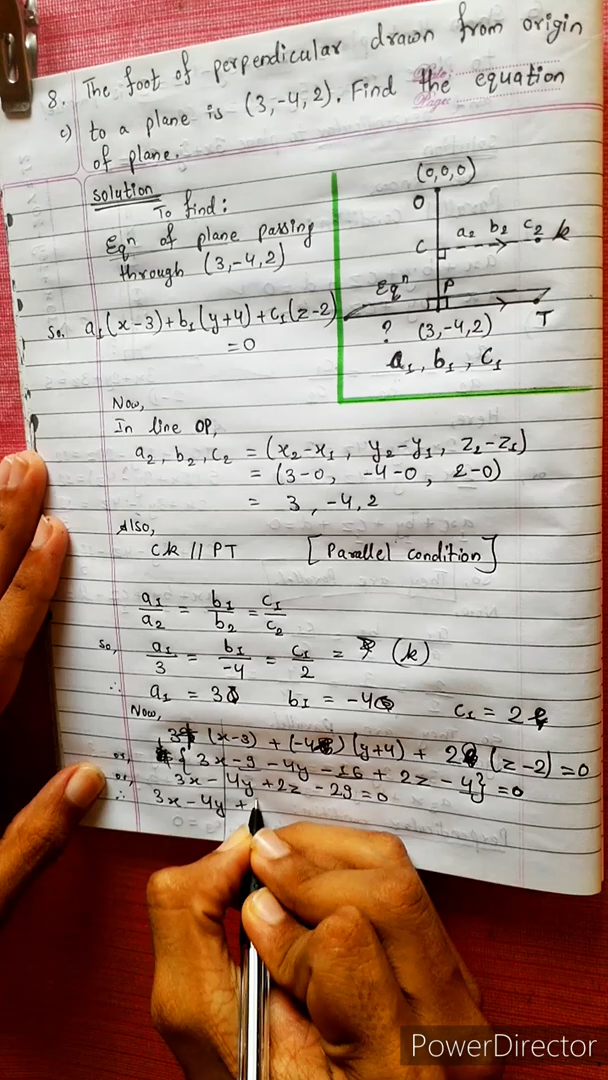 8. The foot of perpendicular drawn from origin
c) to a plane is (3,-4,2). Find the equation
of plane.
solution
To find:
Eqⁿ of plane passing
through (3,-4,2)
So, a₁(x-3)+b₁(y+4)+c₁(z-2)
=0
(0,0,0)
O
C a₂ b₂ c₂ k
Eqⁿ P
? (3,-4,2) T
a₁, b₁, c₁
Now,
In line OP,
a₂, b₂, c₂ = (x₂-x₁, y₂-y₁, z₂-z₁)
= (3-0, -4-0, 2-0)
= 3, -4, 2
Also,
Ck // PT [Parallel condition]
a₁/a₂ = b₁/b₂ = c₁/c₂
So, a₁/3 = b₁/-4 = c₁/2 = (k)
∴ a₁ = 3 b₁ = -4 c₁ = 2
Now,
3 (x-3) + (-4) (y+4) + 2 (z-2) = 0
or, {3x-9-4y-16+2z-4} = 0
or, 3x-4y+2z-29=0
∴ 3x-4y+
PowerDirector